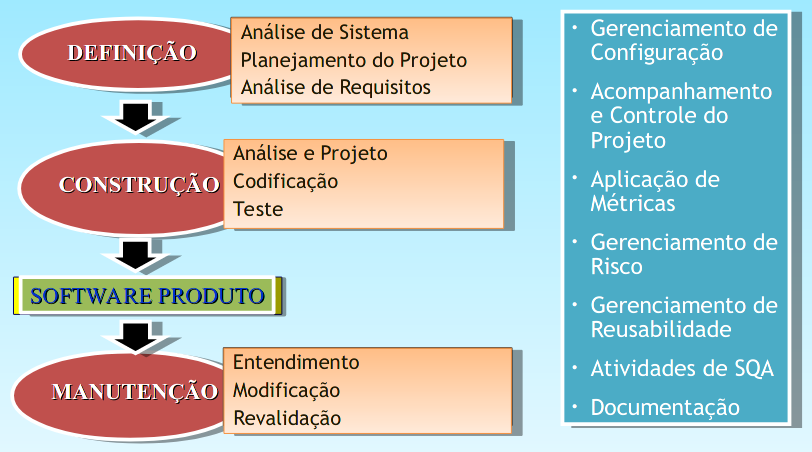 DEFINIÇÃO
Análise de Sistema
Planejamento do Projeto
Análise de Requisitos
CONSTRUÇÃO
Análise e Projeto
Codificação
Teste
SOFTWARE PRODUTO
MANUTENÇÃO
Entendimento
Modificação
Revalidação
• Gerenciamento de
Configuração
• Acompanhamento
e Controle do
Projeto
• Aplicação de
Métricas
• Gerenciamento de
Risco
• Gerenciamento de
Reusabilidade
• Atividades de SQA
• Documentação